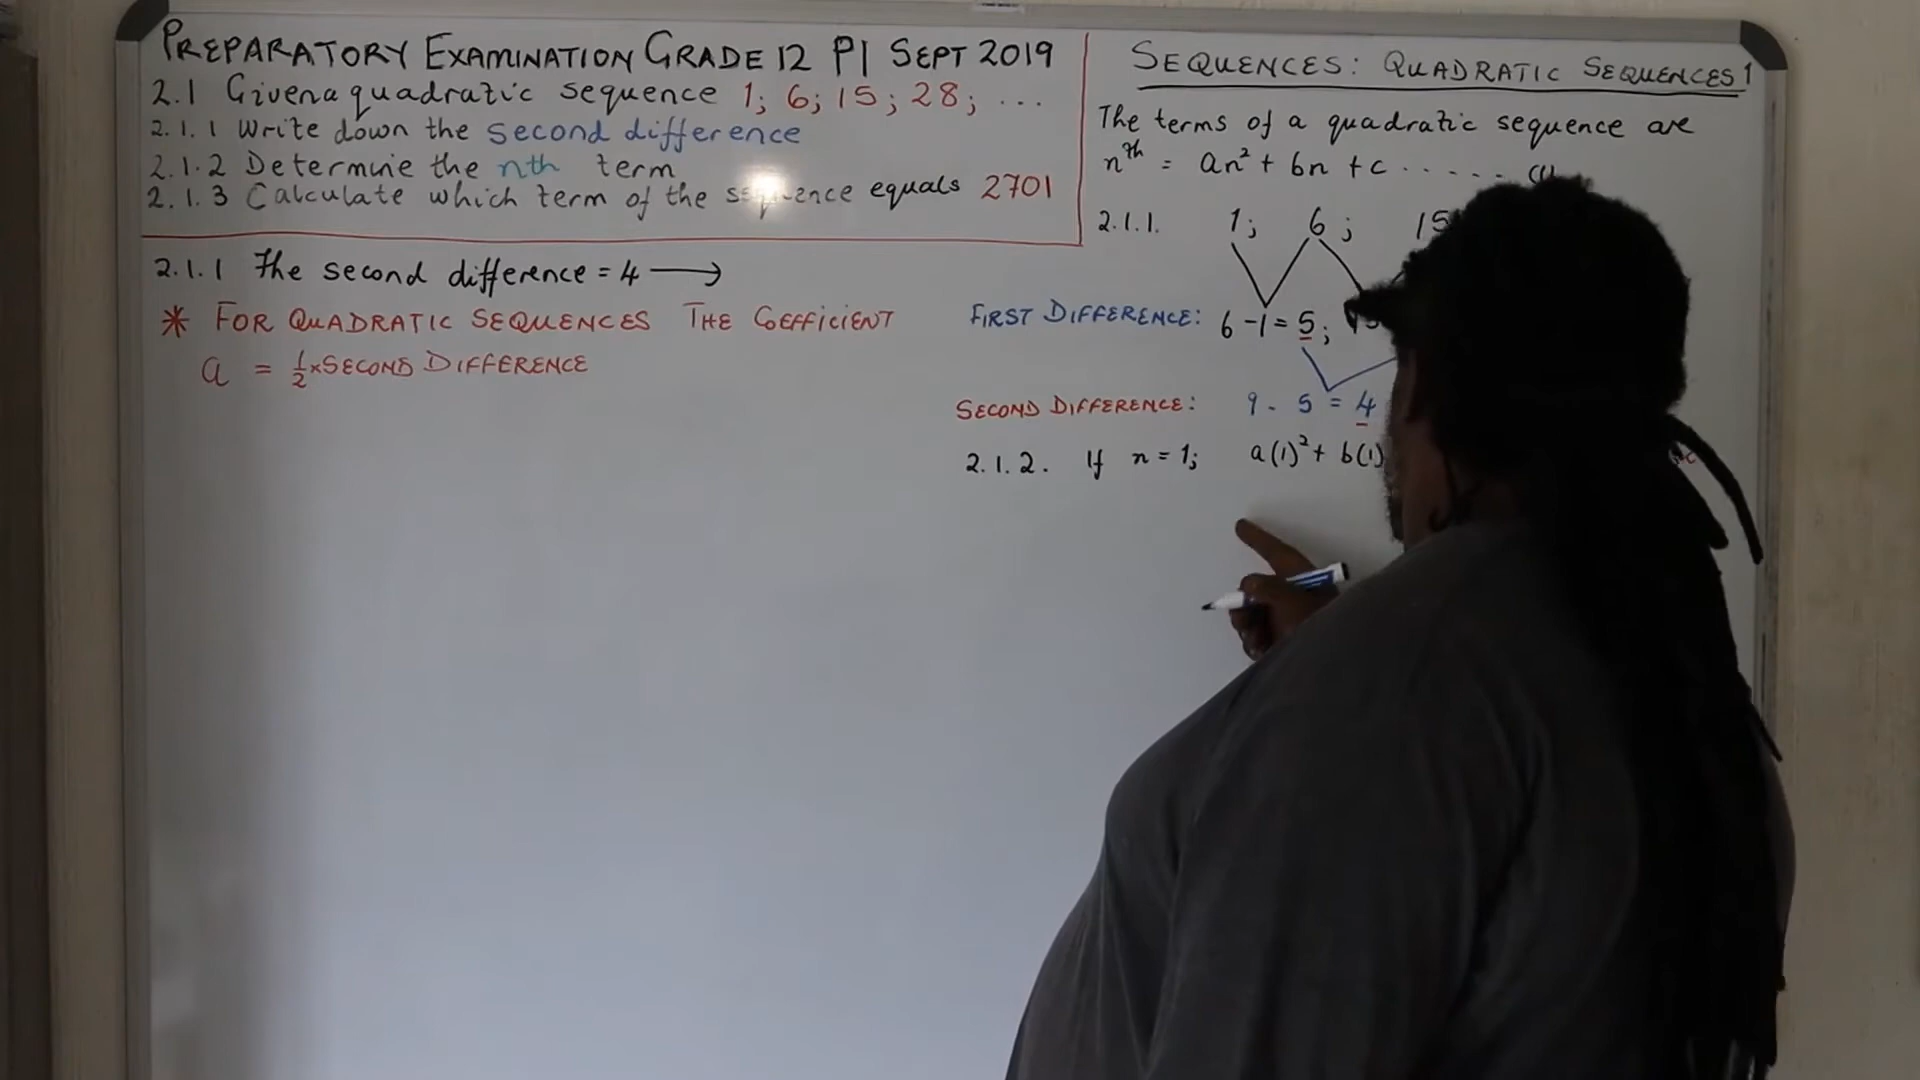 PREPARATORY EXAMINATION GRADE 12 P1 SEPT 2019
2.1 Given a quadratic sequence 1; 6; 15; 28; ...
2.1.1 Write down the second difference
2.1.2 Determine the nth term
2.1.3 Calculate which term of the sequence equals 2701
2.1.1 The second difference = 4 →
* FOR QUADRATIC SEQUENCES THE COEFFICIENT
a = 1/2 × SECOND DIFFERENCE
SEQUENCES: QUADRATIC SEQUENCES 1
The terms of a quadratic sequence are
nth = an² + bn + c .....
2.1.1. 1; 6; 15
FIRST DIFFERENCE: 6 - 1 = 5;
SECOND DIFFERENCE: 9 - 5 = 4
2.1.2. If n = 1; a(1)² + b(1)